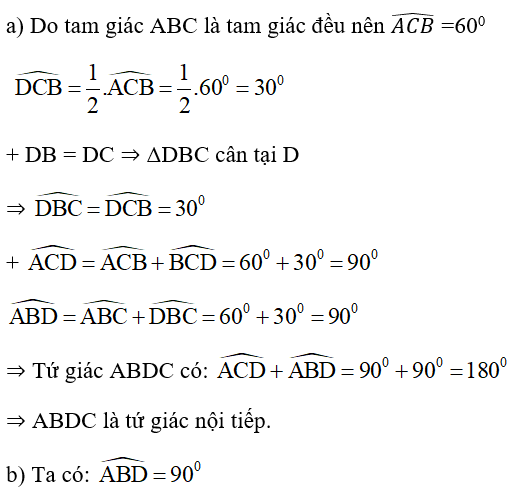 a) Do tam giác ABC là tam giác đều nên $\widehat{ACB}$ =60⁰
$\widehat{DCB}=\frac{1}{2}.\widehat{ACB}=\frac{1}{2}.60^0=30^0$
+ DB = DC ⇒ ΔDBC cân tại D
⇒ $\widehat{DBC}=\widehat{DCB}=30^0$
+ $\widehat{ACD}=\widehat{ACB}+\widehat{BCD}=60^0+30^0=90^0$
$\widehat{ABD}=\widehat{ABC}+\widehat{DBC}=60^0+30^0=90^0$
⇒ Tứ giác ABDC có: $\widehat{ACD}+\widehat{ABD}=90^0+90^0=180^0$
⇒ ABDC là tứ giác nội tiếp.
b) Ta có: $\widehat{ABD}=90^0$